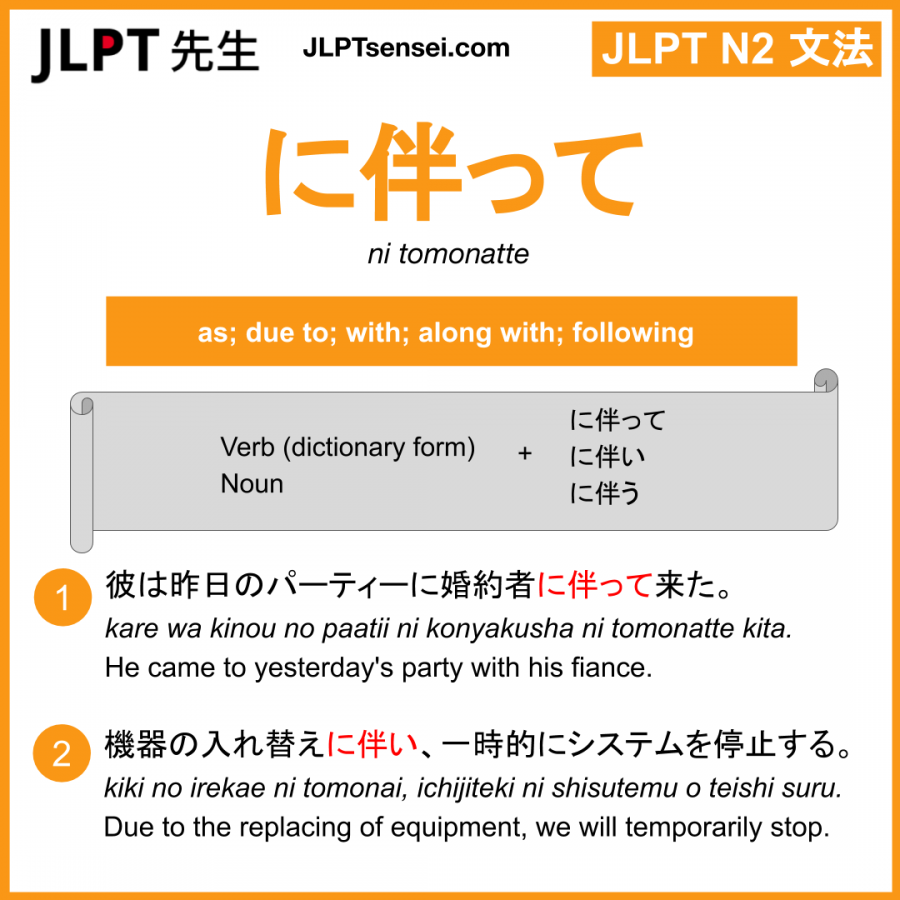 JLPT 先生
JLPTsensei.com
JLPT N2 文法
に伴って
ni tomonatte
as; due to; with; along with; following
Verb (dictionary form)
Noun
+
に伴って
に伴い
に伴う
1
彼は昨日のパーティーに婚約者に伴って来た。
kare wa kinou no paatii ni konyakusha ni tomonatte kita.
He came to yesterday's party with his fiance.
2
機器の入れ替えに伴い、一時的にシステムを停止する。
kiki no irekae ni tomonai, ichijiteki ni shisutemu o teishi suru.
Due to the replacing of equipment, we will temporarily stop.